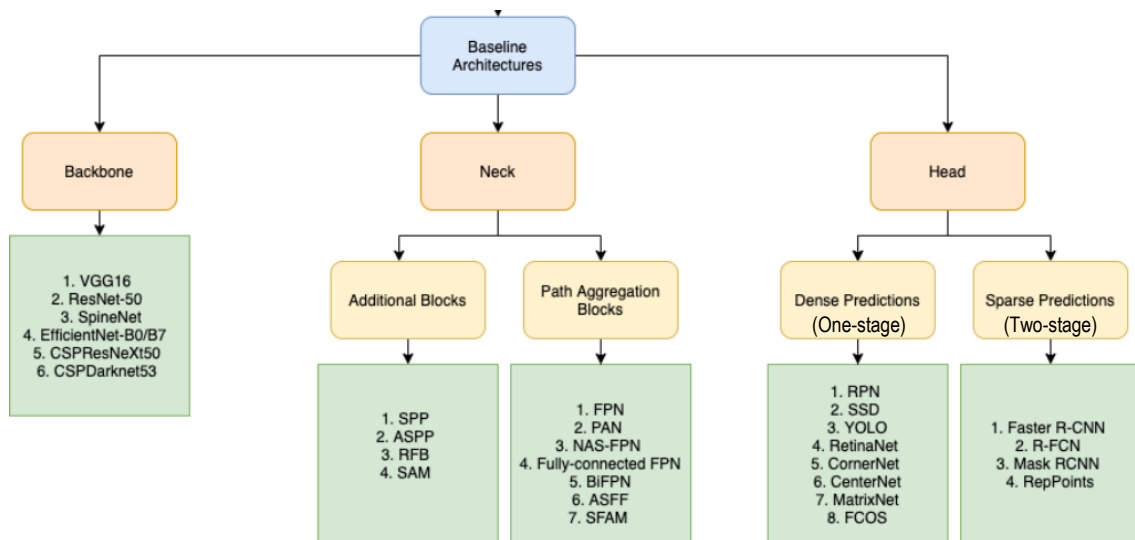 Baseline
Architectures
Backbone
Neck
Head
Additional Blocks
Path Aggregation
Blocks
Dense Predictions
(One-stage)
Sparse Predictions
(Two-stage)
1. VGG16
2. ResNet-50
3. SpineNet
4. EfficientNet-B0/B7
5. CSPResNeXt50
6. CSPDarknet53
1. SPP
2. ASPP
3. RFB
4. SAM
1. FPN
2. PAN
3. NAS-FPN
4. Fully-connected FPN
5. BiFPN
6. ASFF
7. SFAM
1. RPN
2. SSD
3. YOLO
4. RetinaNet
5. CornerNet
6. CenterNet
7. MatrixNet
8. FCOS
1. Faster R-CNN
2. R-FCN
3. Mask RCNN
4. RepPoints